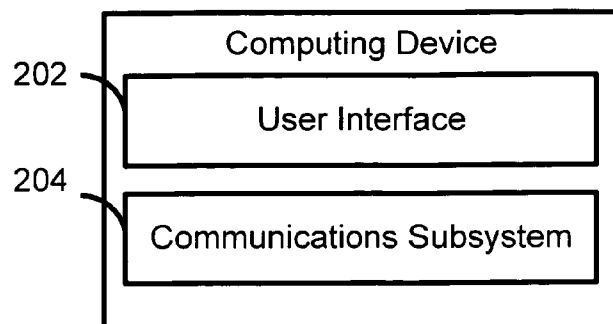 Computing Device
202
User Interface
204
Communications Subsystem